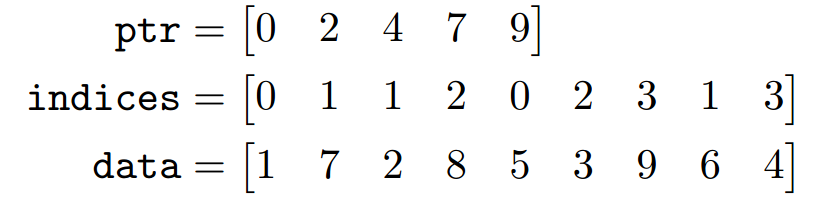 ptr = [0 2 4 7 9]
indices = [0 1 1 2 0 2 3 1 3]
data = [1 7 2 8 5 3 9 6 4]